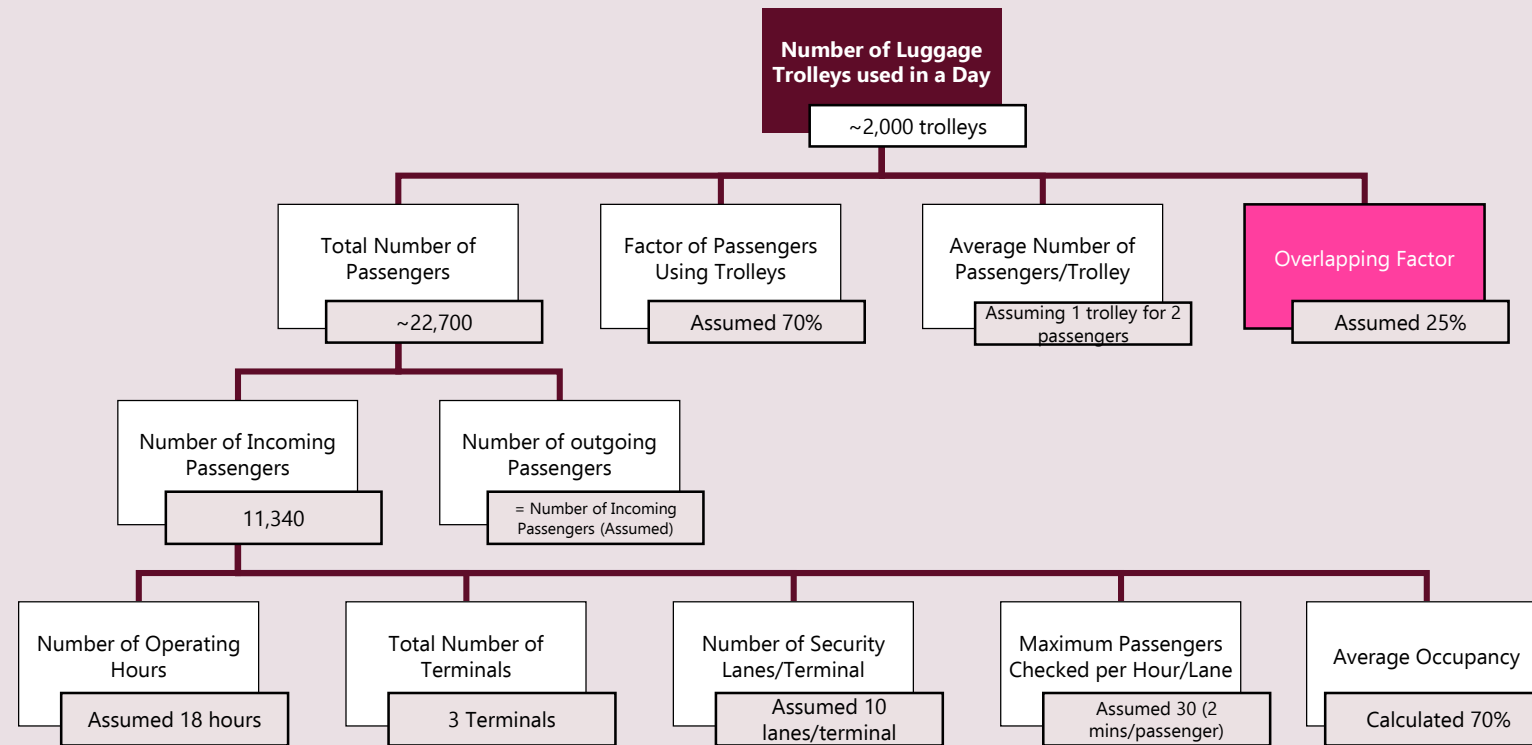 Number of Luggage
Trolleys used in a Day
~2,000 trolleys
Total Number of
Passengers
~22,700
Factor of Passengers
Using Trolleys
Assumed 70%
Average Number of
Passengers/Trolley
Assuming 1 trolley for 2
passengers
Overlapping Factor
Assumed 25%
Number of Incoming
Passengers
11,340
Number of outgoing
Passengers
= Number of Incoming
Passengers (Assumed)
Number of Operating
Hours
Assumed 18 hours
Total Number of
Terminals
3 Terminals
Number of Security
Lanes/Terminal
Assumed 10
lanes/terminal
Maximum Passengers
Checked per Hour/Lane
Assumed 30 (2
mins/passenger)
Average Occupancy
Calculated 70%